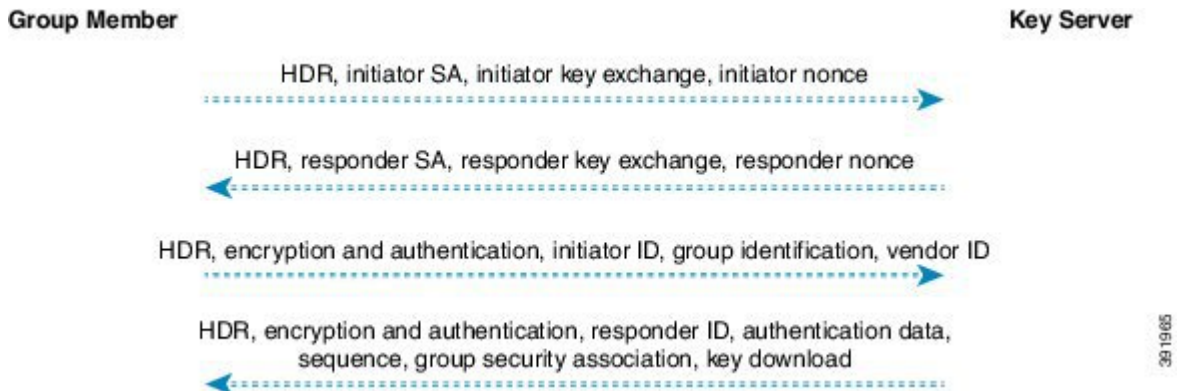 Group Member
Key Server
HDR, initiator SA, initiator key exchange, initiator nonce
HDR, responder SA, responder key exchange, responder nonce
HDR, encryption and authentication, initiator ID, group identification, vendor ID
HDR, encryption and authentication, responder ID, authentication data,
sequence, group security association, key download
391965